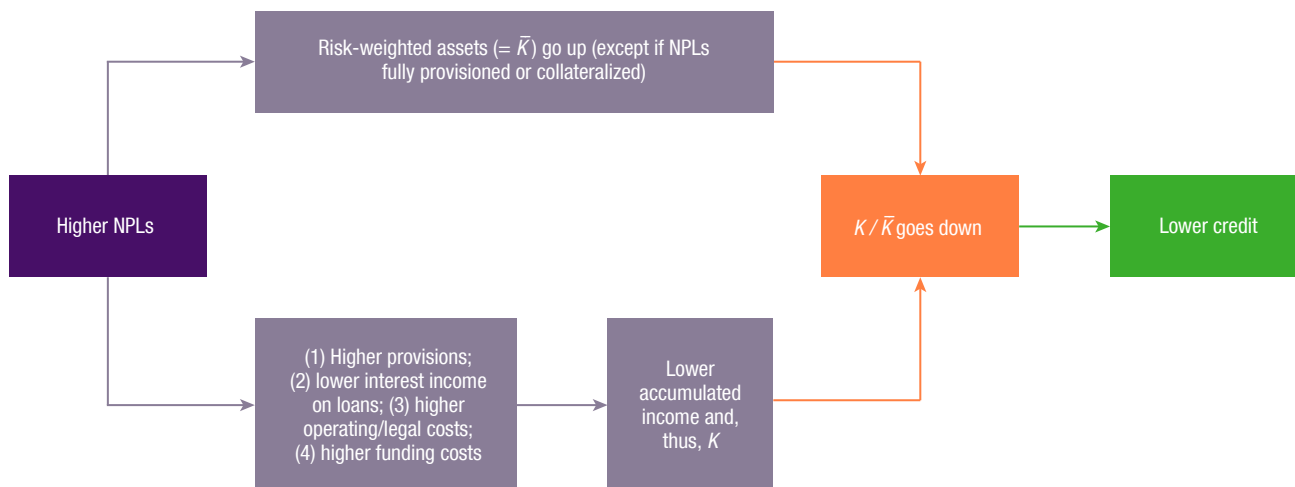 Risk-weighted assets (= K̄) go up (except if NPLs
fully provisioned or collateralized)
Higher NPLs
K / K̄ goes down
Lower credit
(1) Higher provisions;
(2) lower interest income
on loans; (3) higher
operating/legal costs;
(4) higher funding costs
Lower
accumulated
income and,
thus, K